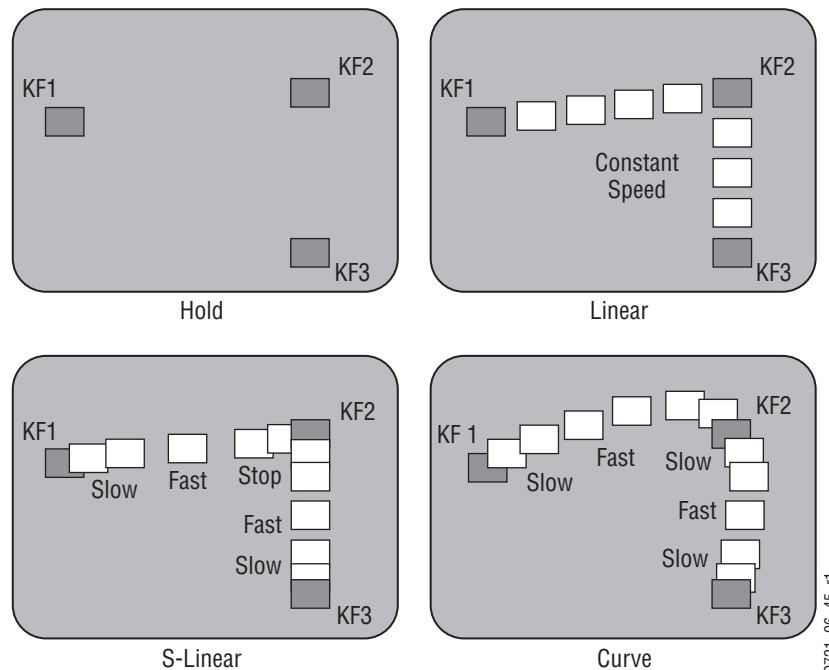 KF1
KF2
KF3
Hold
KF1
KF2
Constant
Speed
KF3
Linear
KF1
KF2
Slow
Fast
Stop
Fast
Slow
KF3
S-Linear
KF 1
KF2
Slow
Fast
Slow
Fast
Slow
KF3
Curve